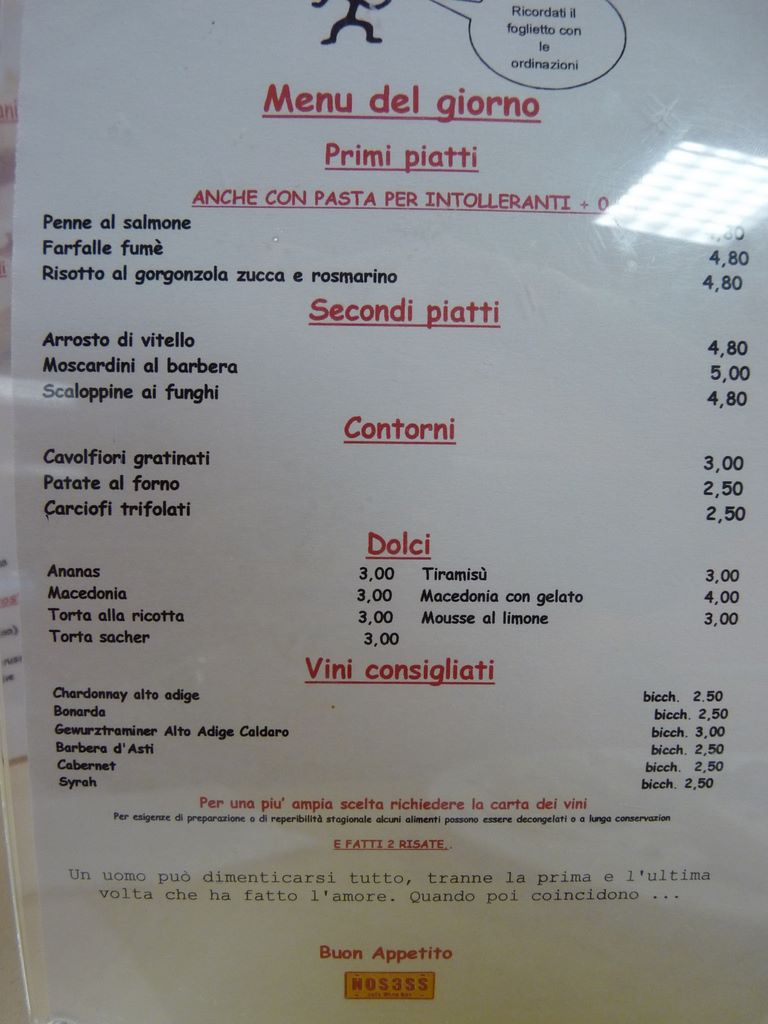 Ricordati il
foglietto con
le
ordinazioni
Menu del giorno
Primi piatti
ANCHE CON PASTA PER INTOLLERANTI + 0
Penne al salmone
Farfalle fumè 4,80
Risotto al gorgonzola zucca e rosmarino 4,80
Secondi piatti
Arrosto di vitello 4,80
Moscardini al barbera 5,00
Scaloppine ai funghi 4,80
Contorni
Cavolfiori gratinati 3,00
Patate al forno 2,50
Carciofi trifolati 2,50
Dolci
Ananas 3,00 Tiramisù 3,00
Macedonia 3,00 Macedonia con gelato 4,00
Torta alla ricotta 3,00 Mousse al limone 3,00
Torta sacher 3,00
Vini consigliati
Chardonnay alto adige bicch. 2.50
Bonarda bicch. 2,50
Gewurztraminer Alto Adige Caldaro bicch. 3,00
Barbera d'Asti bicch. 2,50
Cabernet bicch. 2,50
Syrah bicch. 2,50
Per una piu' ampia scelta richiedere la carta dei vini
Per esigenze di preparazione o di reperibilità stagionale alcuni alimenti possono essere decongelati o a lunga conservazion
E FATTI 2 RISATE..
Un uomo può dimenticarsi tutto, tranne la prima e l'ultima
volta che ha fatto l'amore. Quando poi coincidono ...
Buon Appetito
NOS3SS